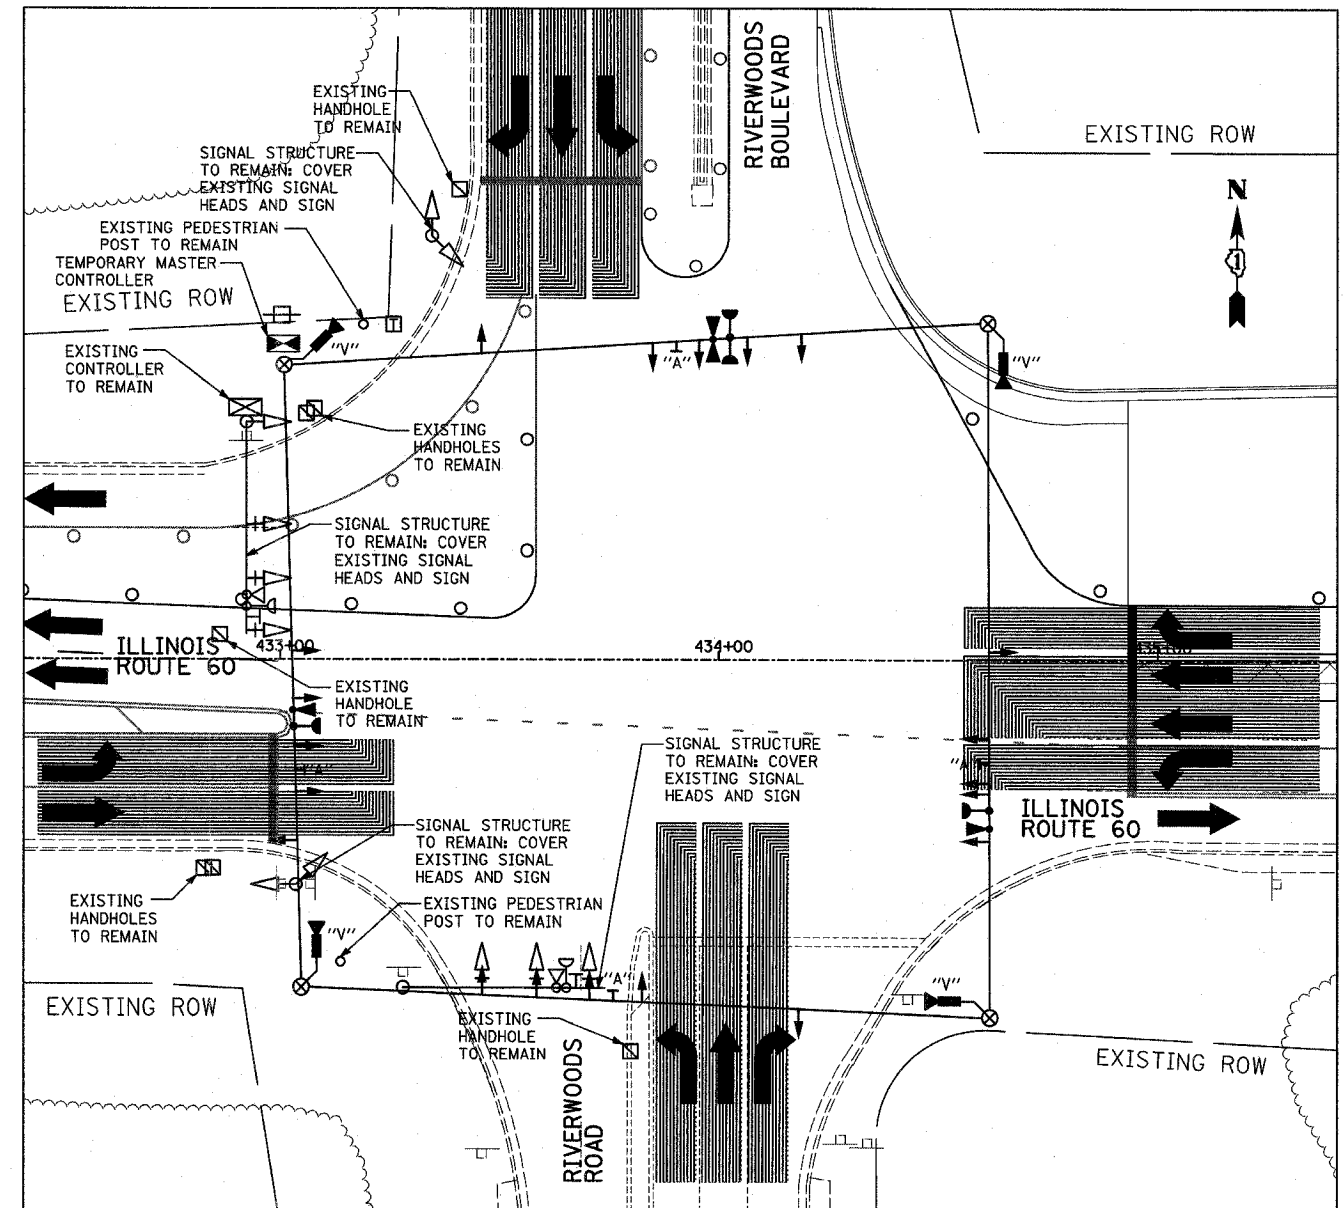 RIVERWOODS
BOULEVARD
EXISTING
HANDHOLE
TO REMAIN
EXISTING ROW
SIGNAL STRUCTURE
TO REMAIN: COVER
EXISTING SIGNAL
HEADS AND SIGN
N
1
EXISTING PEDESTRIAN
POST TO REMAIN
TEMPORARY MASTER
CONTROLLER
EXISTING ROW
EXISTING
CONTROLLER
TO REMAIN
"V"
"A"
"V"
EXISTING
HANDHOLES
TO REMAIN
SIGNAL STRUCTURE
TO REMAIN: COVER
EXISTING SIGNAL
HEADS AND SIGN
ILLINOIS
ROUTE 60
433+00
434+00
435+00
EXISTING
HANDHOLE
TO REMAIN
SIGNAL STRUCTURE
TO REMAIN: COVER
EXISTING SIGNAL
HEADS AND SIGN
"A"
"A"
ILLINOIS
ROUTE 60
SIGNAL STRUCTURE
TO REMAIN: COVER
EXISTING SIGNAL
HEADS AND SIGN
EXISTING
HANDHOLES
TO REMAIN
EXISTING PEDESTRIAN
POST TO REMAIN
"V"
"A"
"V"
EXISTING ROW
EXISTING
HANDHOLE
TO REMAIN
RIVERWOODS
ROAD
EXISTING ROW